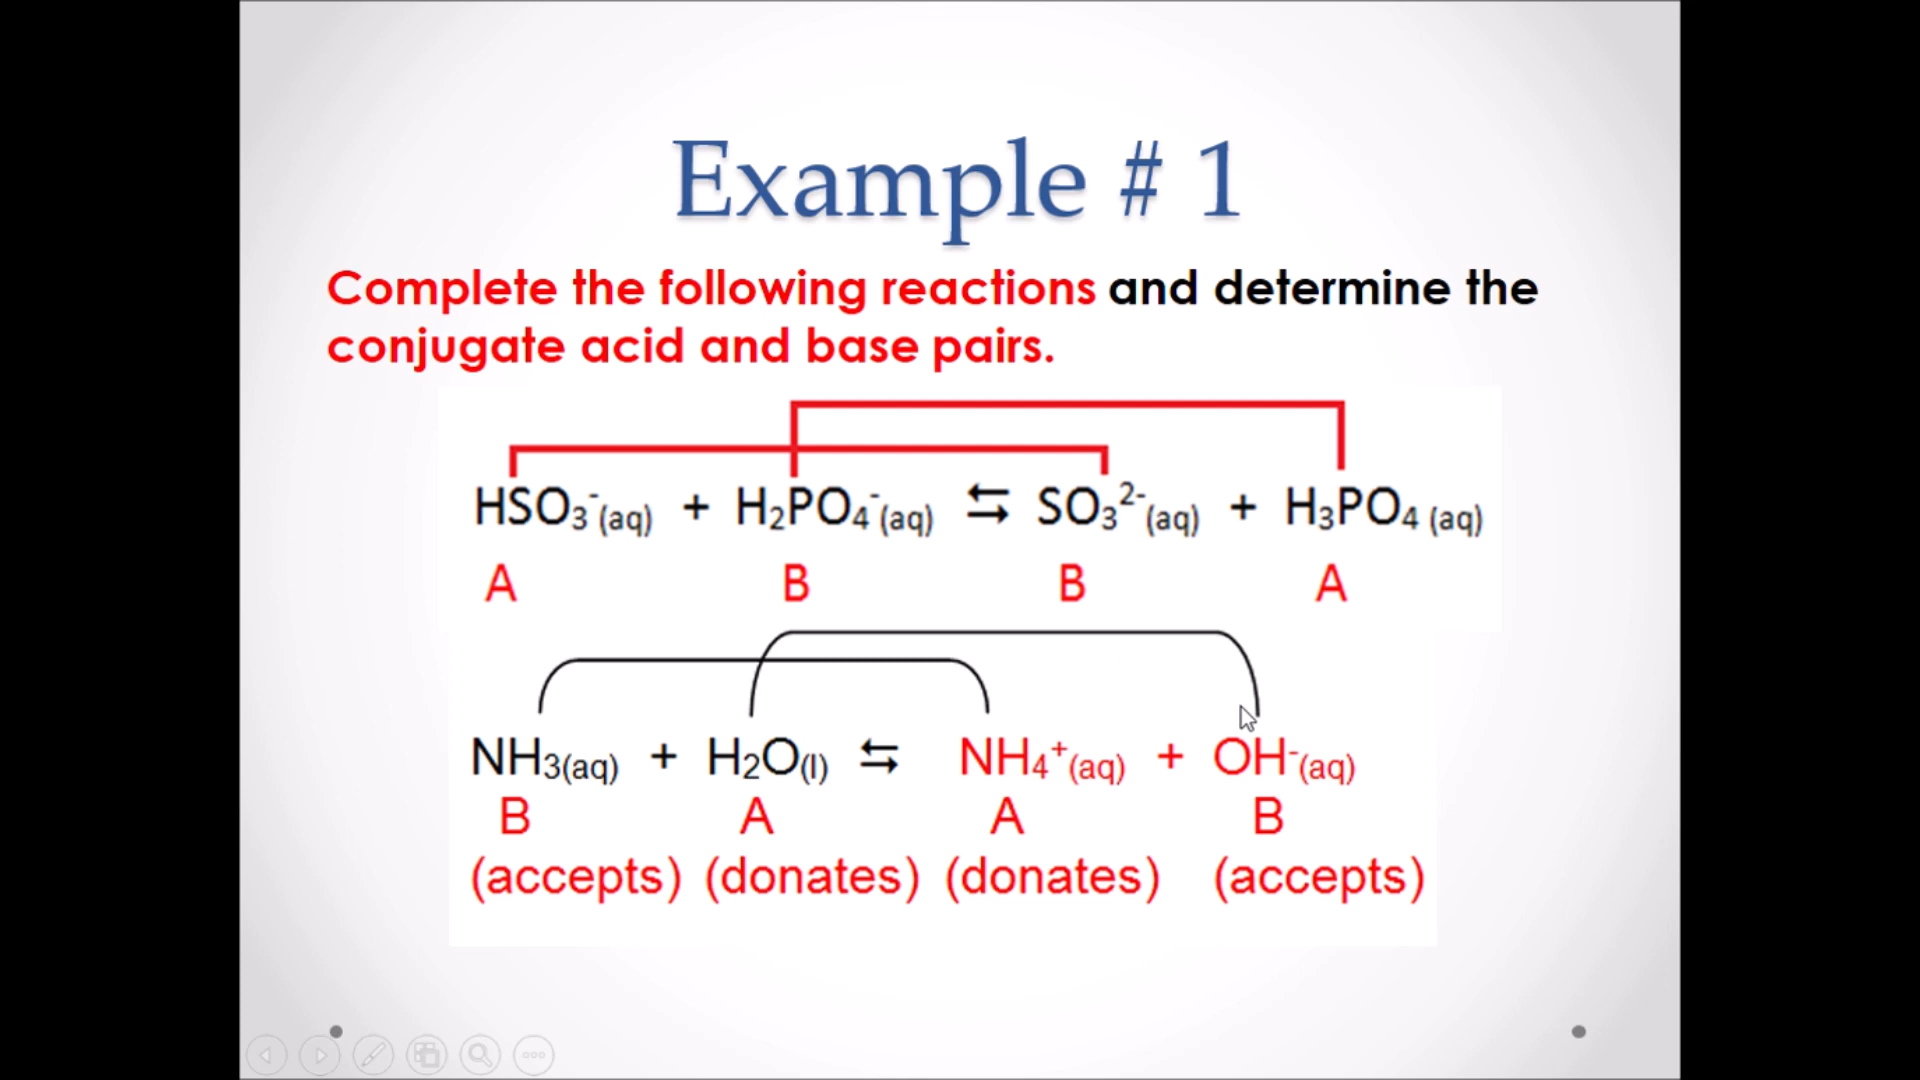 Example # 1
Complete the following reactions and determine the
conjugate acid and base pairs.
HSO₃⁻(aq) + H₂PO₄⁻(aq) ⇆ SO₃²⁻(aq) + H₃PO₄ (aq)
A B B A
NH₃(aq) + H₂O(l) ⇆ NH₄⁺(aq) + OH⁻(aq)
B A A B
(accepts) (donates) (donates) (accepts)